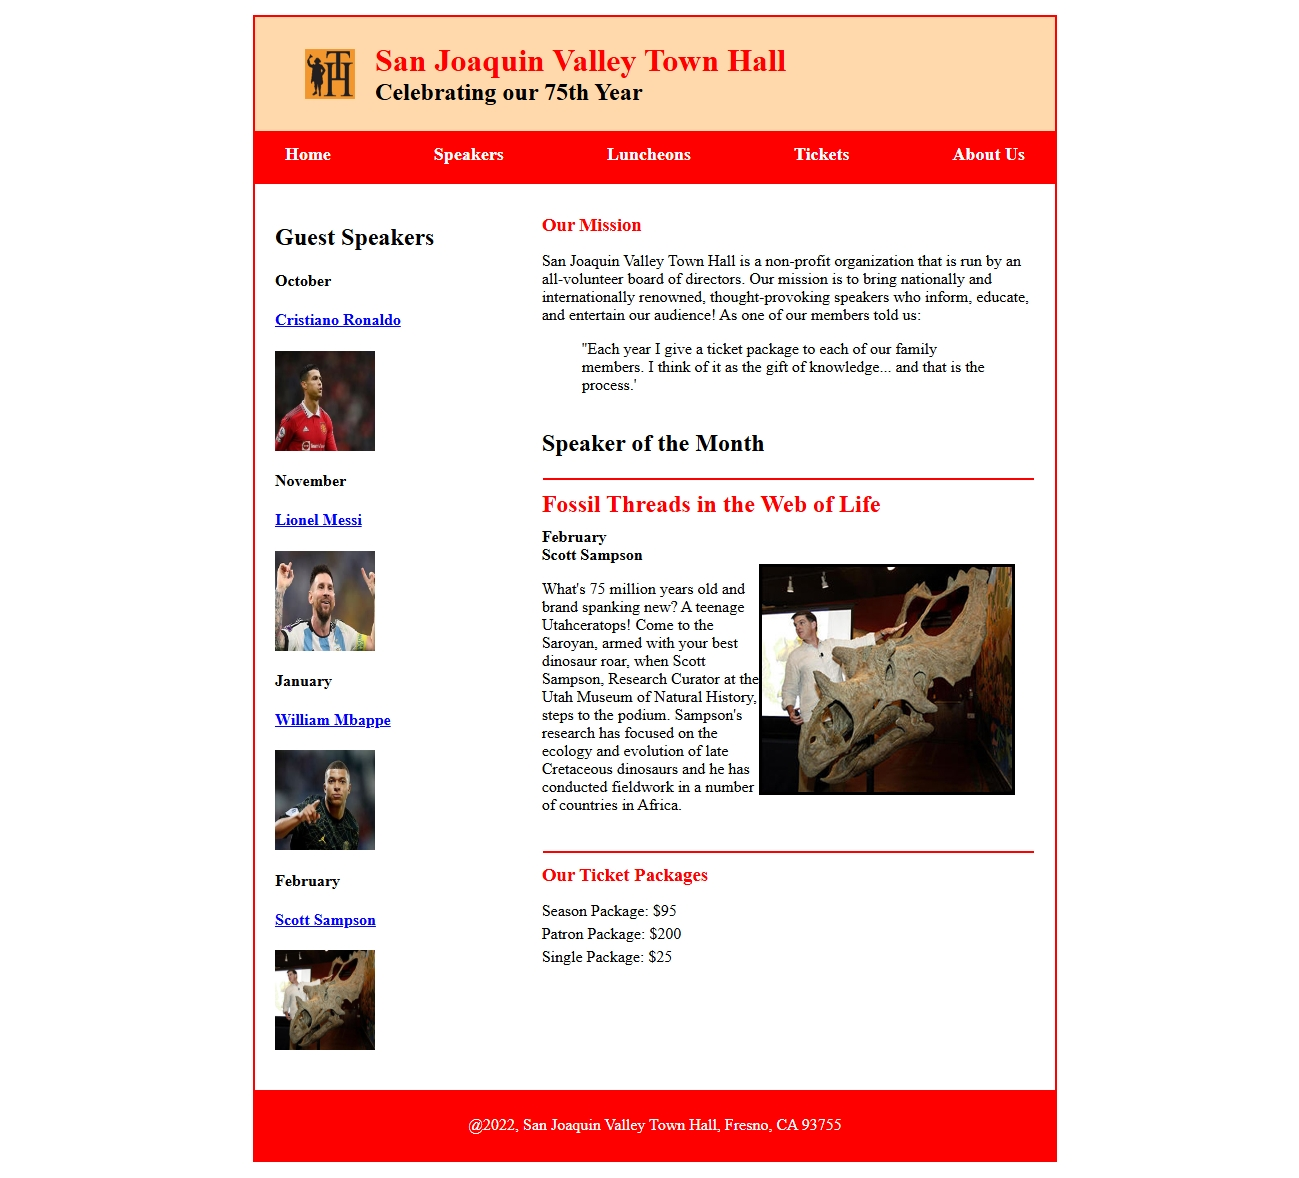 TH
San Joaquin Valley Town Hall
Celebrating our 75th Year
Home Speakers Luncheons Tickets About Us
Guest Speakers
October
Cristiano Ronaldo
November
Lionel Messi
January
William Mbappe
February
Scott Sampson
Our Mission
San Joaquin Valley Town Hall is a non-profit organization that is run by an
all-volunteer board of directors. Our mission is to bring nationally and
internationally renowned, thought-provoking speakers who inform, educate,
and entertain our audience! As one of our members told us:
"Each year I give a ticket package to each of our family
members. I think of it as the gift of knowledge... and that is the
process.'
Speaker of the Month
Fossil Threads in the Web of Life
February
Scott Sampson
What's 75 million years old and
brand spanking new? A teenage
Utahceratops! Come to the
Saroyan, armed with your best
dinosaur roar, when Scott
Sampson, Research Curator at the
Utah Museum of Natural History,
steps to the podium. Sampson's
research has focused on the
ecology and evolution of late
Cretaceous dinosaurs and he has
conducted fieldwork in a number
of countries in Africa.
Our Ticket Packages
Season Package: $95
Patron Package: $200
Single Package: $25
@2022, San Joaquin Valley Town Hall, Fresno, CA 93755